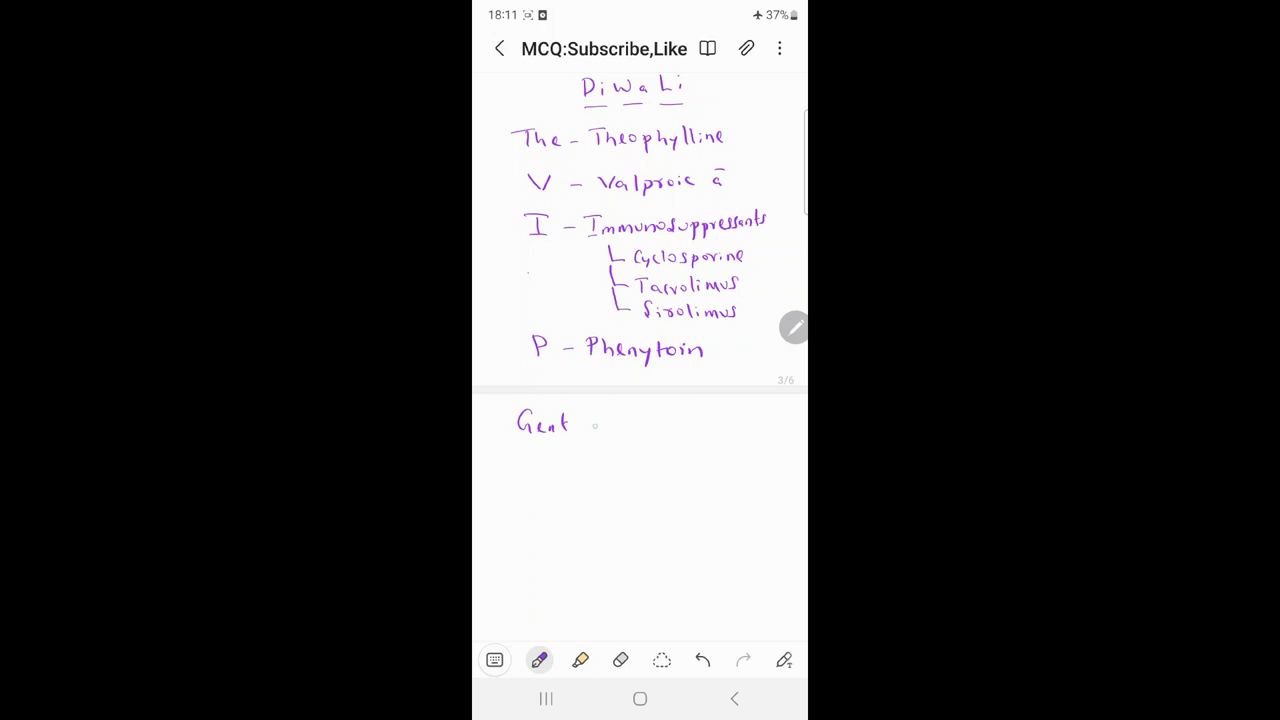 18:11 37%
MCQ:Subscribe,Like
DiWaLi
The - Theophylline
V - Valproic ā
I - Immunosuppressants
Cyclosporine
Tacrolimus
Sirolimus
P - Phenytoin
3/6
Gent